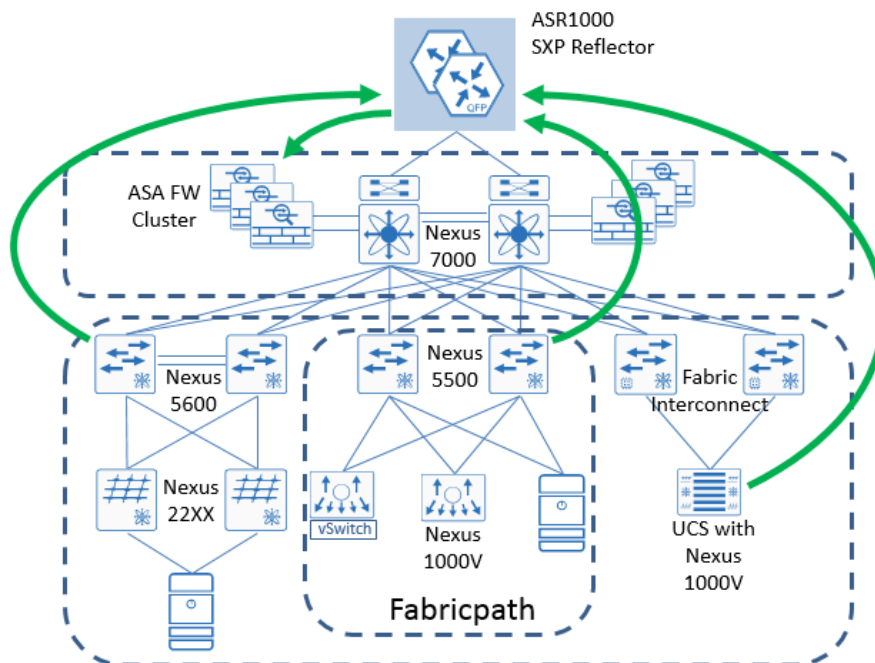 ASR1000
SXP Reflector
QFP
ASA FW
Cluster
Nexus
7000
Nexus
5600
Nexus
5500
Fabric
Interconnect
Nexus
22XX
vSwitch
Nexus
1000V
UCS with
Nexus
1000V
Fabricpath